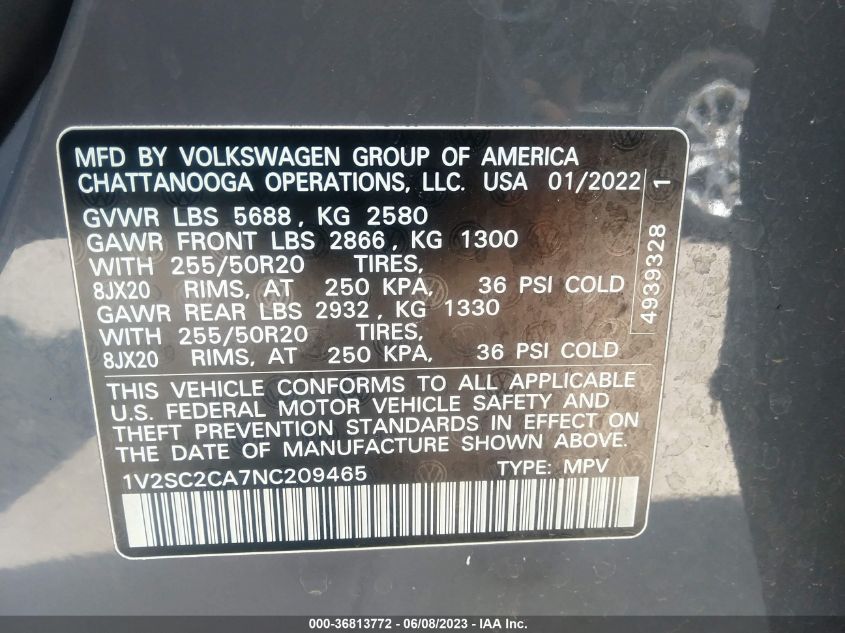 MFD BY VOLKSWAGEN GROUP OF AMERICA
CHATTANOOGA OPERATIONS, LLC. USA 01/2022
GVWR LBS 5688, KG 2580
GAWR FRONT LBS 2866, KG 1300
WITH 255/50R20 TIRES,
8JX20 RIMS, AT 250 KPA, 36 PSI COLD
GAWR REAR LBS 2932, KG 1330
WITH 255/50R20 TIRES,
8JX20 RIMS, AT 250 KPA, 36 PSI COLD
4939328 1
THIS VEHICLE CONFORMS TO ALL APPLICABLE
U.S. FEDERAL MOTOR VEHICLE SAFETY AND
THEFT PREVENTION STANDARDS IN EFFECT ON
THE DATE OF MANUFACTURE SHOWN ABOVE.
1V2SC2CA7NC209465 TYPE: MPV
000-36813772 - 06/08/2023 - IAAI.com